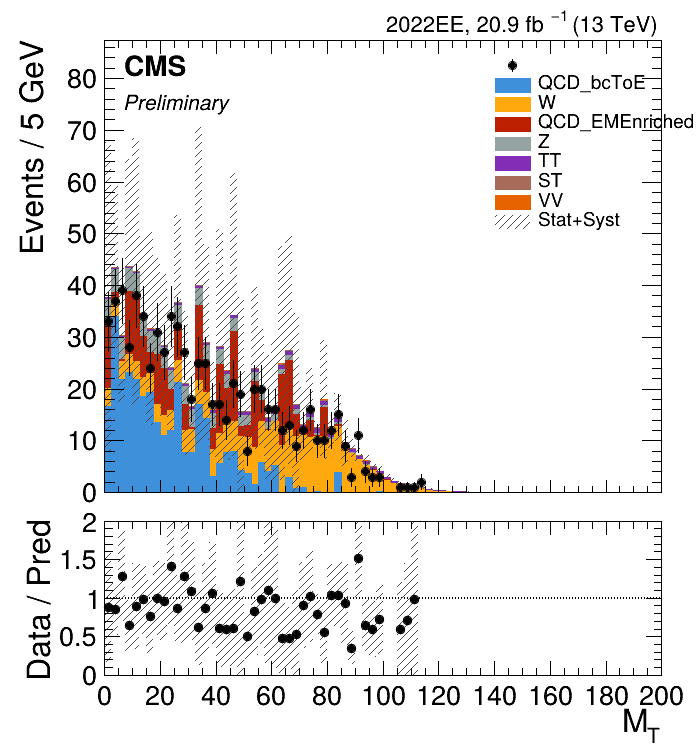 2022EE, 20.9 fb⁻¹ (13 TeV)
CMS
Preliminary
Events / 5 GeV
80
70
60
50
40
30
20
10
0
QCD_bcToE
W
QCD_EMEnriched
Z
TT
ST
VV
Stat+Syst
Data / Pred
2
1.5
1
0.5
0
0 20 40 60 80 100 120 140 160 180 200
M_T